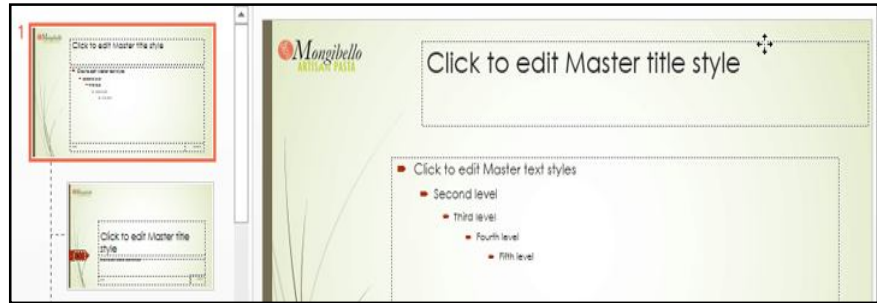 1
Click to edit Master title style
Click to edit Master title
style
Mongibello
ARTISAN PASTA
Click to edit Master title style
Click to edit Master text styles
Second level
Third level
Fourth level
Fifth level